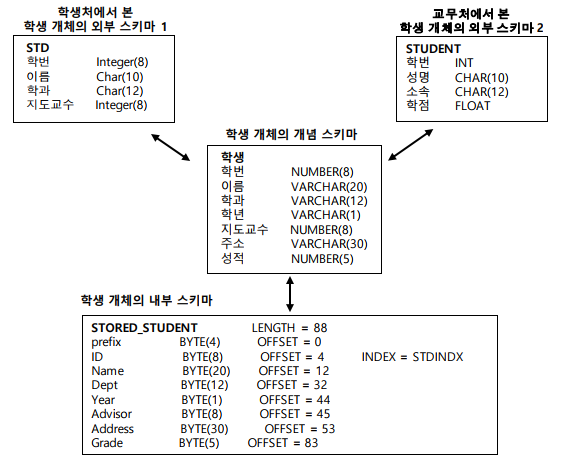 학생처에서 본
학생 개체의 외부 스키마 1
STD
학번 Integer(8)
이름 Char(10)
학과 Char(12)
지도교수 Integer(8)
교무처에서 본
학생 개체의 외부 스키마 2
STUDENT
학번 INT
성명 CHAR(10)
소속 CHAR(12)
학점 FLOAT
학생 개체의 개념 스키마
학생
학번 NUMBER(8)
이름 VARCHAR(20)
학과 VARCHAR(12)
학년 VARCHAR(1)
지도교수 NUMBER(8)
주소 VARCHAR(30)
성적 NUMBER(5)
학생 개체의 내부 스키마
STORED_STUDENT LENGTH = 88
prefix BYTE(4) OFFSET = 0
ID BYTE(8) OFFSET = 4 INDEX = STDINDX
Name BYTE(20) OFFSET = 12
Dept BYTE(12) OFFSET = 32
Year BYTE(1) OFFSET = 44
Advisor BYTE(8) OFFSET = 45
Address BYTE(30) OFFSET = 53
Grade BYTE(5) OFFSET = 83